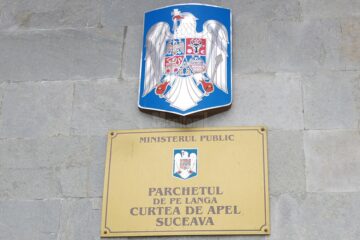 MINISTERUL PUBLIC
PARCHETUL
DE PE LANGA
CURTEA DE APEL
SUCEAVA